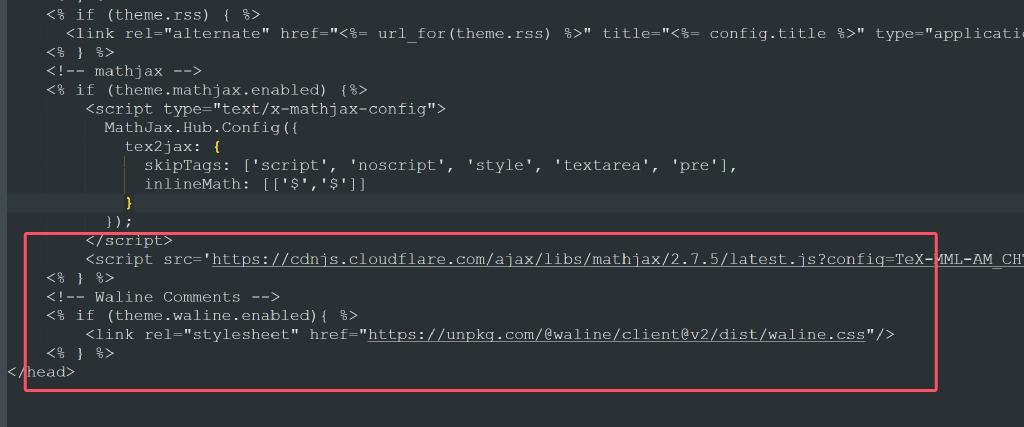 <% if (theme.rss) { %>
<link rel="alternate" href="<%= url_for(theme.rss) %>" title="<%= config.title %>" type="applicati
<% } %>
<!-- mathjax -->
<% if (theme.mathjax.enabled) {%>
<script type="text/x-mathjax-config">
MathJax.Hub.Config({
tex2jax: {
skipTags: ['script', 'noscript', 'style', 'textarea', 'pre'],
inlineMath: [['$','$']]
}
});
</script>
<script src='https://cdnjs.cloudflare.com/ajax/libs/mathjax/2.7.5/latest.js?config=TeX-MML-AM_CH
<% } %>
<!-- Waline Comments -->
<% if (theme.waline.enabled){ %>
<link rel="stylesheet" href="https://unpkg.com/@waline/client@v2/dist/waline.css"/>
<% } %>
</head>